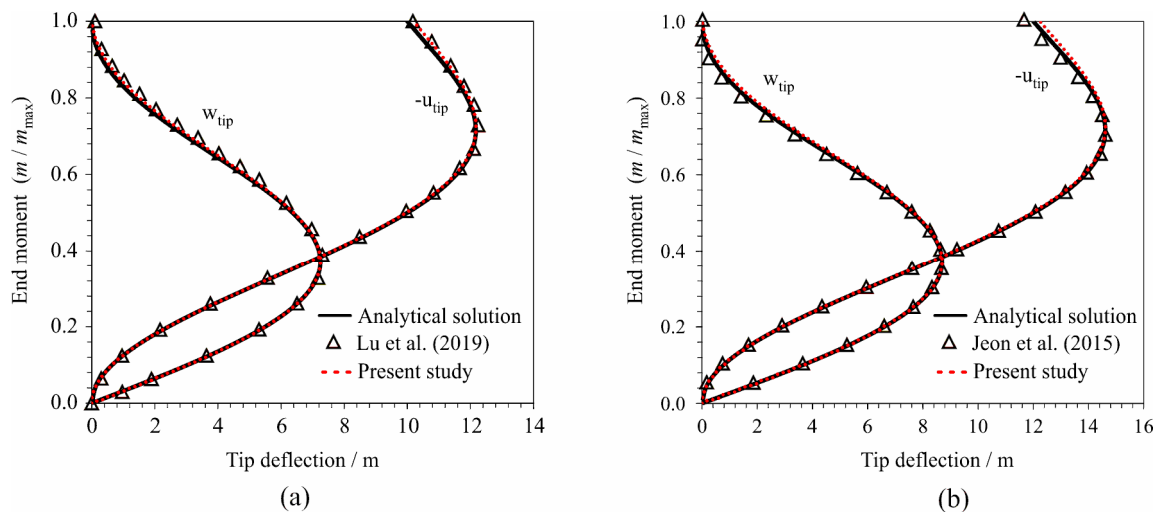 1.0
0.8
0.6
0.4
0.2
0.0
End moment (m / m_max)
w_tip
-u_tip
Analytical solution
Lu et al. (2019)
Present study
0 2 4 6 8 10 12 14
Tip deflection / m
(a)
1.0
0.8
0.6
0.4
0.2
0.0
End moment (m / m_max)
w_tip
-u_tip
Analytical solution
Jeon et al. (2015)
Present study
0 2 4 6 8 10 12 14 16
Tip deflection / m
(b)